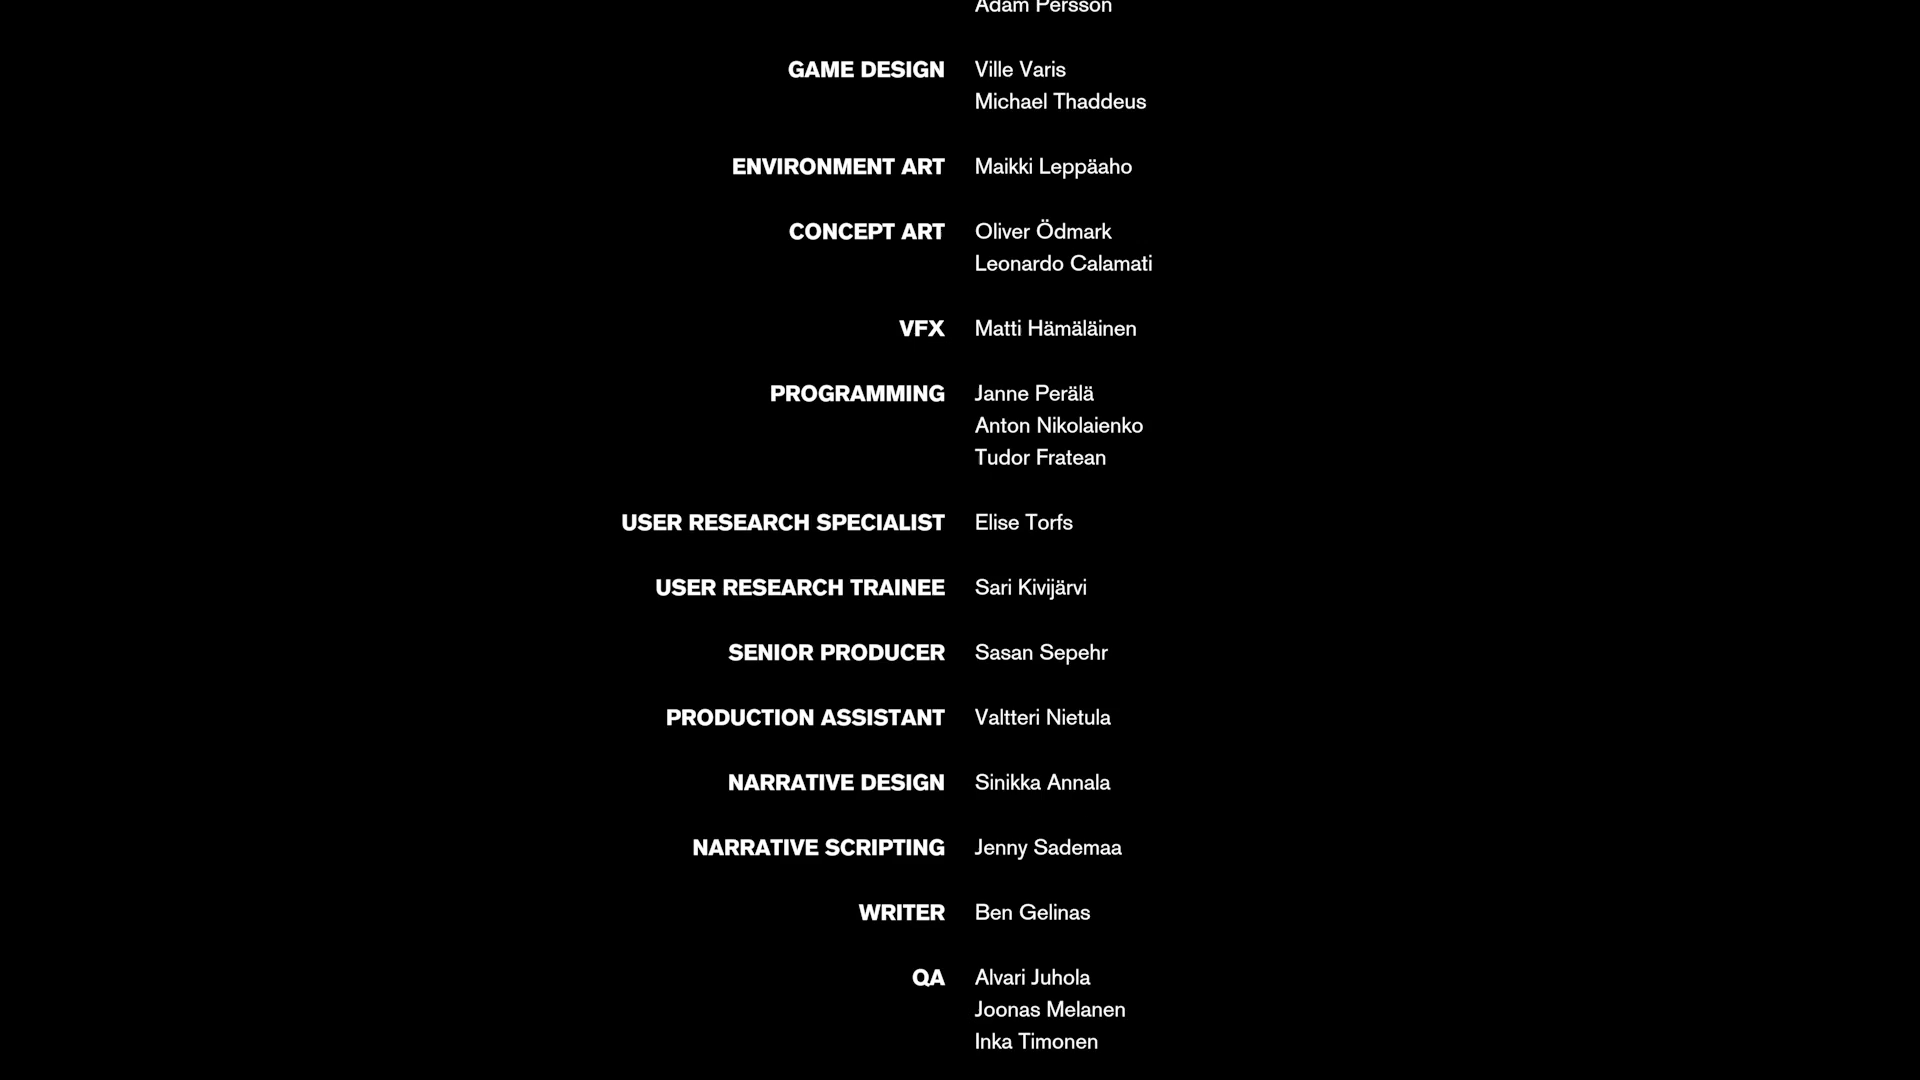 Adam Persson
GAME DESIGN Ville Varis
Michael Thaddeus
ENVIRONMENT ART Maikki Leppäaho
CONCEPT ART Oliver Ödmark
Leonardo Calamati
VFX Matti Hämäläinen
PROGRAMMING Janne Perälä
Anton Nikolaienko
Tudor Fratean
USER RESEARCH SPECIALIST Elise Torfs
USER RESEARCH TRAINEE Sari Kivijärvi
SENIOR PRODUCER Sasan Sepehr
PRODUCTION ASSISTANT Valtteri Nietula
NARRATIVE DESIGN Sinikka Annala
NARRATIVE SCRIPTING Jenny Sademaa
WRITER Ben Gelinas
QA Alvari Juhola
Joonas Melanen
Inka Timonen